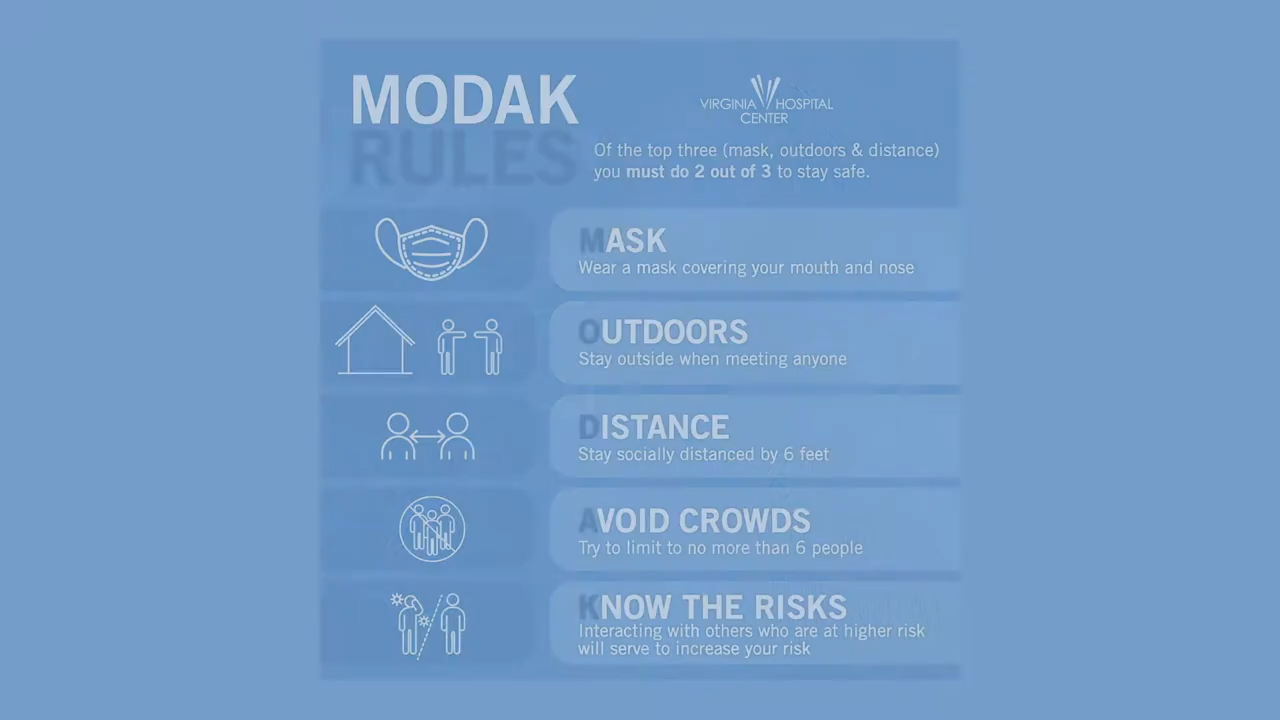 MODAK
RULES
VIRGINIA HOSPITAL
CENTER
Of the top three (mask, outdoors & distance)
you must do 2 out of 3 to stay safe.
MASK
Wear a mask covering your mouth and nose
OUTDOORS
Stay outside when meeting anyone
DISTANCE
Stay socially distanced by 6 feet
AVOID CROWDS
Try to limit to no more than 6 people
KNOW THE RISKS
Interacting with others who are at higher risk
will serve to increase your risk